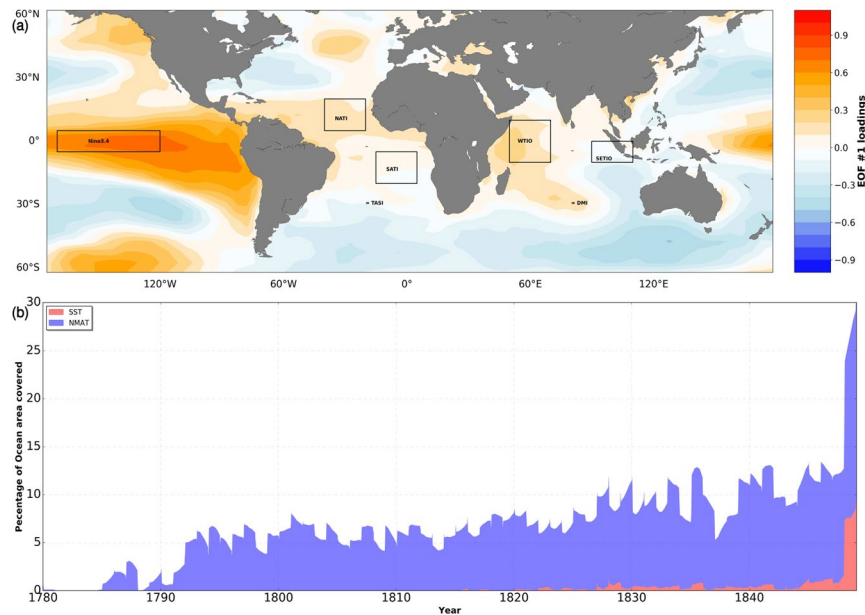 (a)
60°N
30°N
0°
30°S
60°S
Nino3.4
NATI
SATI
WTIO
SETIO
= TASI
= DMI
120°W
60°W
0°
60°E
120°E
0.9
0.6
0.3
0.0
−0.3
−0.6
−0.9
EOF #1 loadings
(b)
SST
NMAT
30
25
20
15
10
5
0
Pecentage of Ocean area covered
1780
1790
1800
1810
1820
1830
1840
Year